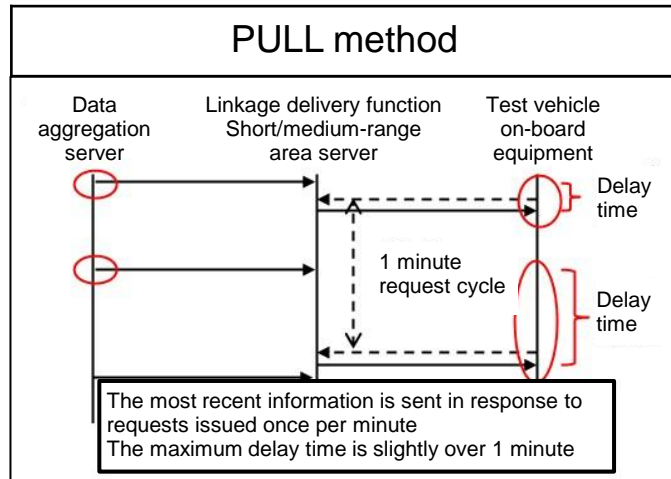 PULL method
Data
aggregation
server
Linkage delivery function
Short/medium-range
area server
Test vehicle
on-board
equipment
Delay
time
1 minute
request cycle
Delay
time
The most recent information is sent in response to
requests issued once per minute
The maximum delay time is slightly over 1 minute